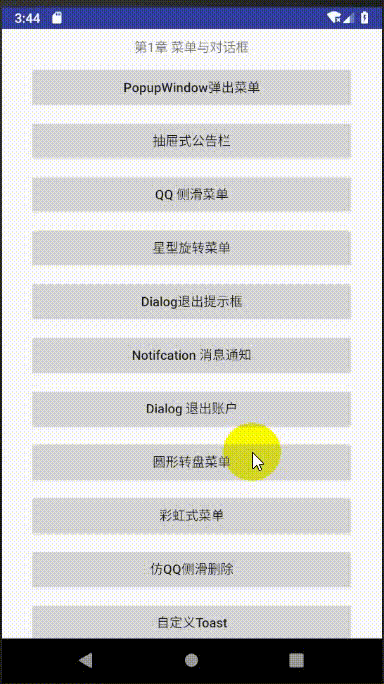 3:44
第1章 菜单与对话框
PopupWindow弹出菜单
抽屉式公告栏
QQ 侧滑菜单
星型旋转菜单
Dialog退出提示框
Notifcation 消息通知
Dialog 退出账户
圆形转盘菜单
彩虹式菜单
仿QQ侧滑删除
自定义Toast